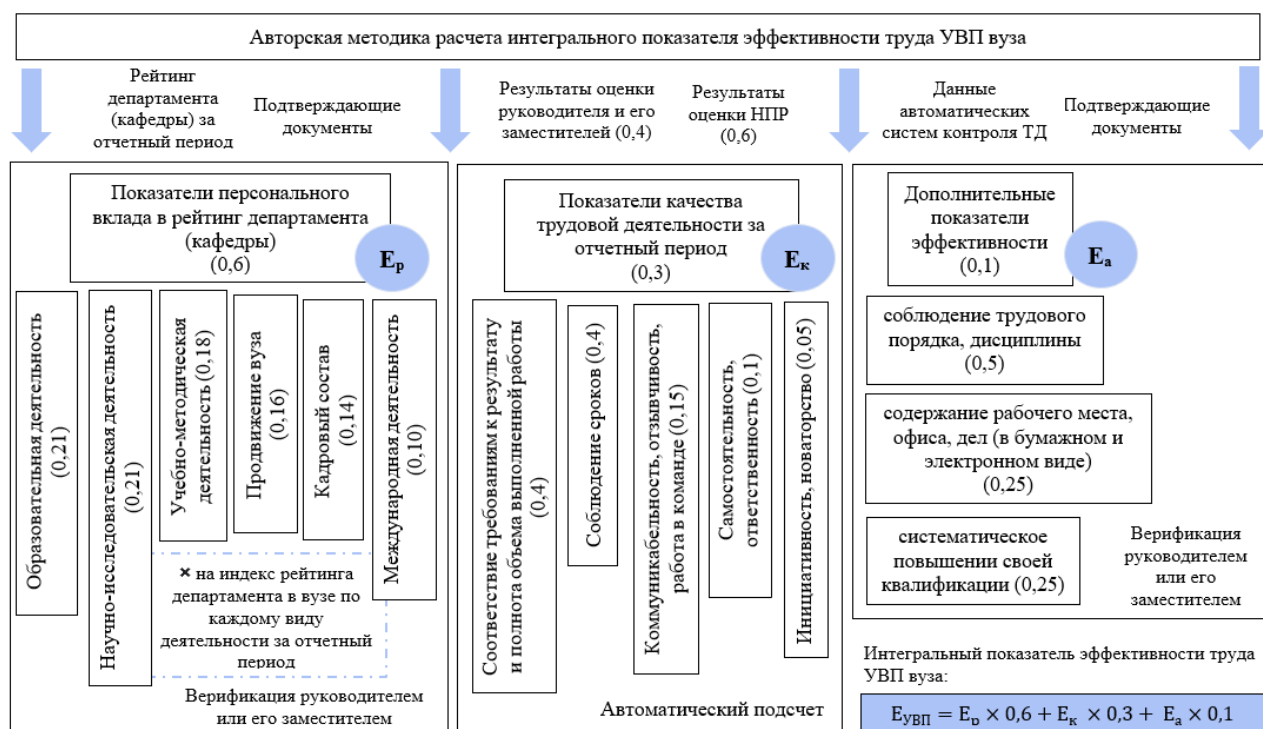 Авторская методика расчета интегрального показателя эффективности труда УВП вуза
Рейтинг
департамента
(кафедры) за
отчетный период
Подтверждающие
документы
Результаты оценки
руководителя и его
заместителей (0,4)
Результаты
оценки НПР
(0,6)
Данные
автоматических
систем контроля ТД
Подтверждающие
документы
Показатели персонального
вклада в рейтинг департамента
(кафедры)
(0,6)
Eр
Образовательная деятельность
(0,21)
Научно-исследовательская деятельность
(0,21)
Учебно-методическая
деятельность (0,18)
Продвижение вуза
(0,16)
Кадровый состав
(0,14)
Международная деятельность
(0,10)
× на индекс рейтинга
департамента в вузе по
каждому виду
деятельности за отчетный
период
Верификация руководителем
или его заместителем
Показатели качества
трудовой деятельности за
отчетный период
(0,3)
Eк
Соответствие требованиям к результату
и полнота объема выполненной работы
(0,4)
Соблюдение сроков (0,4)
Коммуникабельность, отзывчивость,
работа в команде (0,15)
Самостоятельность,
ответственность (0,1)
Инициативность, новаторство (0,05)
Автоматический подсчет
Дополнительные
показатели
эффективности
(0,1)
Eа
соблюдение трудового
порядка, дисциплины
(0,5)
содержание рабочего места,
офиса, дел (в бумажном и
электронном виде)
(0,25)
систематическое
повышении своей
квалификации (0,25)
Верификация
руководителем
или его
заместителем
Интегральный показатель эффективности труда
УВП вуза:
EУВП = Eр × 0,6 + Eк × 0,3 + Eа × 0,1